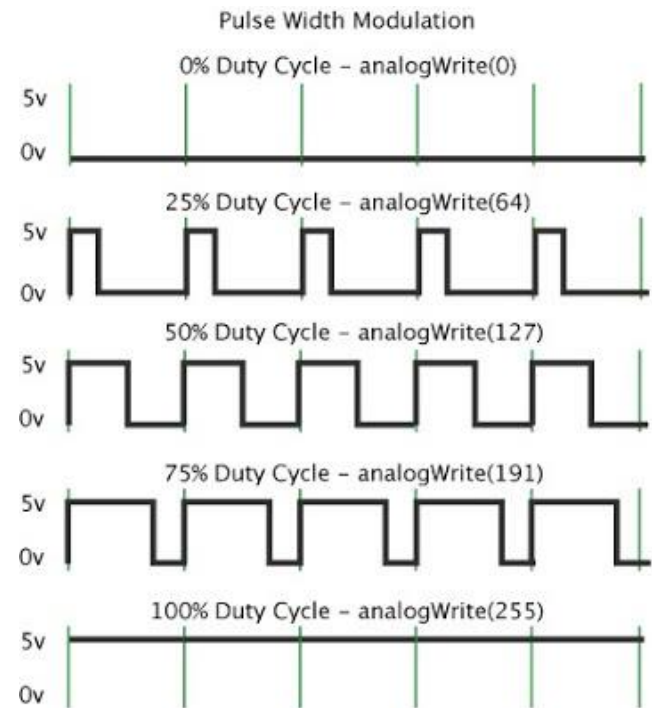 Pulse Width Modulation
0% Duty Cycle – analogWrite(0)
5v
0v
25% Duty Cycle – analogWrite(64)
5v
0v
50% Duty Cycle – analogWrite(127)
5v
0v
75% Duty Cycle – analogWrite(191)
5v
0v
100% Duty Cycle – analogWrite(255)
5v
0v